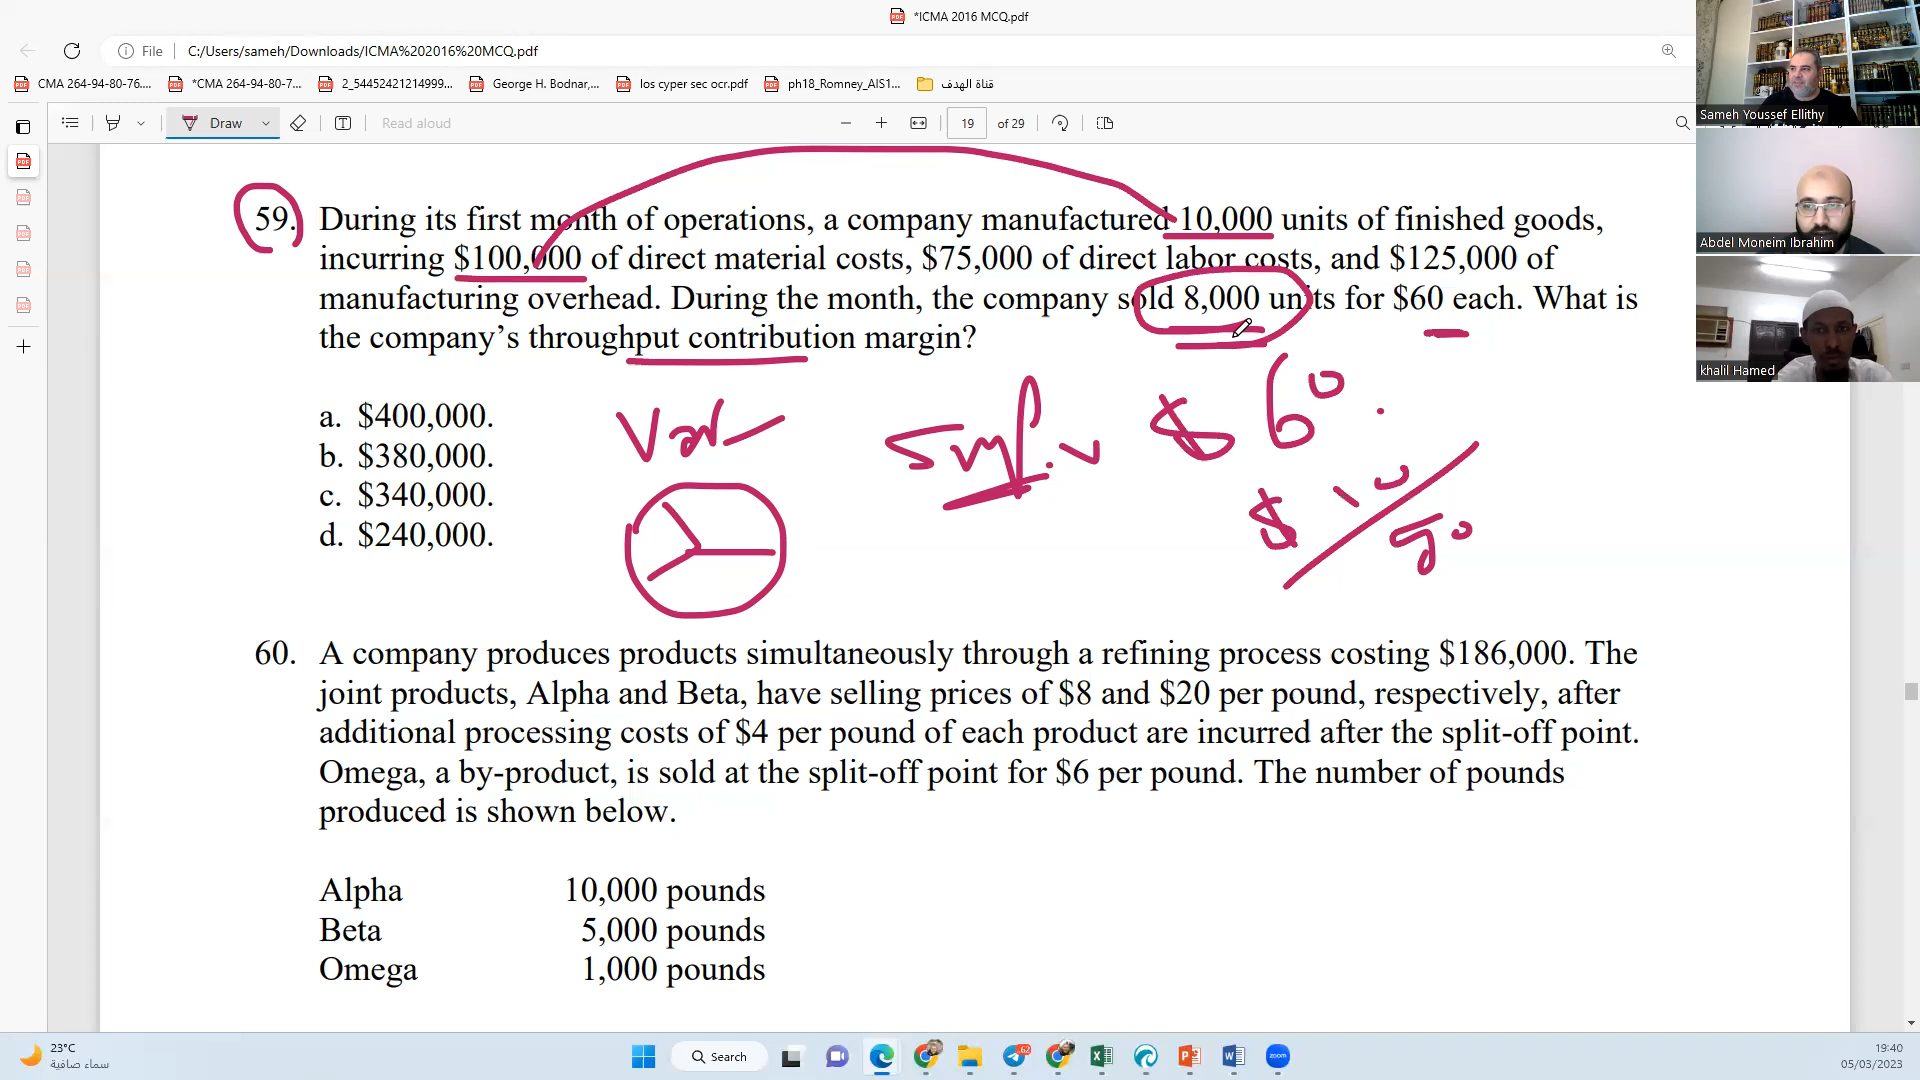 *ICMA 2016 MCQ.pdf
File C:/Users/sameh/Downloads/ICMA%202016%20MCQ.pdf
CMA 264-94-80-76.... *CMA 264-94-80-7... 2_54452421214999... George H. Bodnar,... los cyper sec ocr.pdf ph18_Romney_AIS1... قناة الهدف
Draw Read aloud 19 of 29
Sameh Youssef Ellithy
Abdel Moneim Ibrahim
khalil Hamed
59. During its first month of operations, a company manufactured 10,000 units of finished goods,
incurring $100,000 of direct material costs, $75,000 of direct labor costs, and $125,000 of
manufacturing overhead. During the month, the company sold 8,000 units for $60 each. What is
the company's throughput contribution margin?
a. $400,000.
b. $380,000.
c. $340,000.
d. $240,000.
Var
$ 60
$ 10
50
60. A company produces products simultaneously through a refining process costing $186,000. The
joint products, Alpha and Beta, have selling prices of $8 and $20 per pound, respectively, after
additional processing costs of $4 per pound of each product are incurred after the split-off point.
Omega, a by-product, is sold at the split-off point for $6 per pound. The number of pounds
produced is shown below.
Alpha 10,000 pounds
Beta 5,000 pounds
Omega 1,000 pounds
23°C
سماء صافية
Search
62
zoom
19:40
05/03/2023